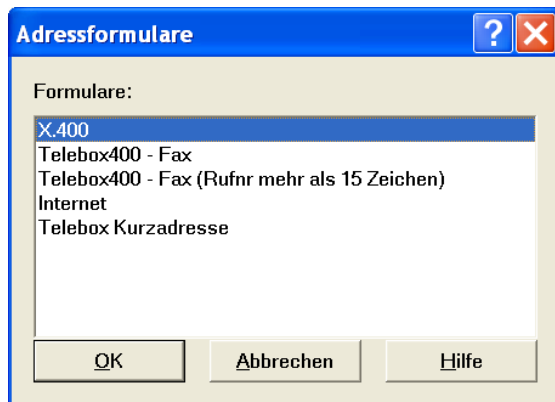 Adressformulare
Formulare:
X.400
Telebox400 - Fax
Telebox400 - Fax (Rufnr mehr als 15 Zeichen)
Internet
Telebox Kurzadresse
OK Abbrechen Hilfe